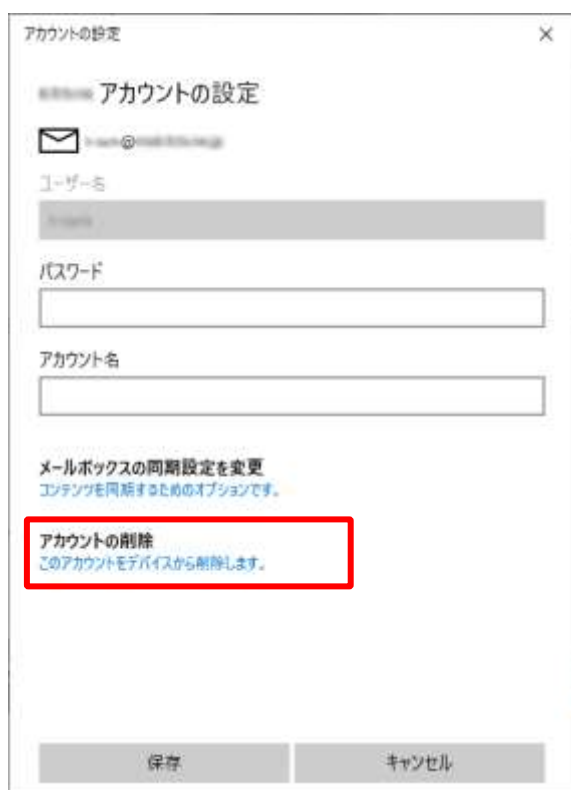 アカウントの設定
アカウントの設定
@
ユーザー名
パスワード
アカウント名
メールボックスの同期設定を変更
コンテンツを同期するためのオプションです。
アカウントの削除
このアカウントをデバイスから削除します。
保存
キャンセル